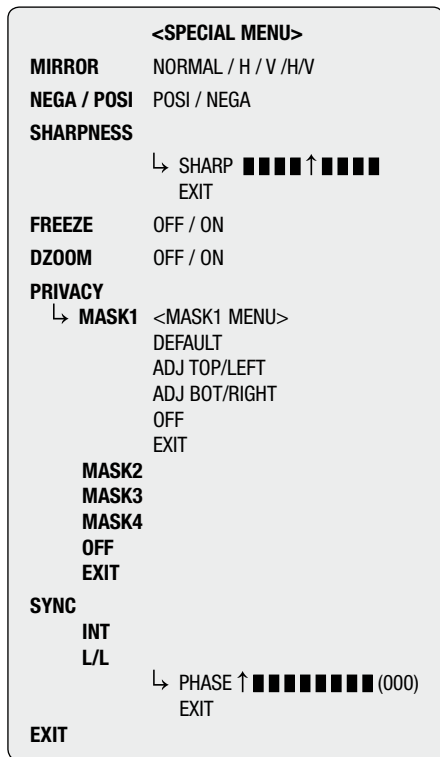 <SPECIAL MENU>
MIRROR NORMAL / H / V /H/V
NEGA / POSI POSI / NEGA
SHARPNESS
↳ SHARP ▮▮▮▮↑▮▮▮▮
EXIT
FREEZE OFF / ON
DZOOM OFF / ON
PRIVACY
↳ MASK1 <MASK1 MENU>
DEFAULT
ADJ TOP/LEFT
ADJ BOT/RIGHT
OFF
EXIT
MASK2
MASK3
MASK4
OFF
EXIT
SYNC
INT
L/L
↳ PHASE ↑▮▮▮▮▮▮▮▮(000)
EXIT
EXIT